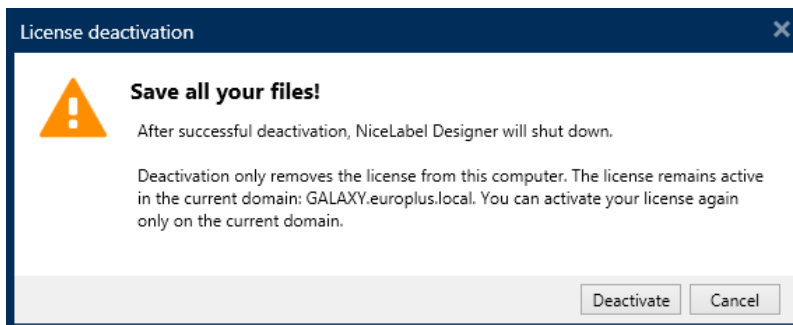 License deactivation
Save all your files!
After successful deactivation, NiceLabel Designer will shut down.
Deactivation only removes the license from this computer. The license remains active
in the current domain: GALAXY.europlus.local. You can activate your license again
only on the current domain.
Deactivate Cancel